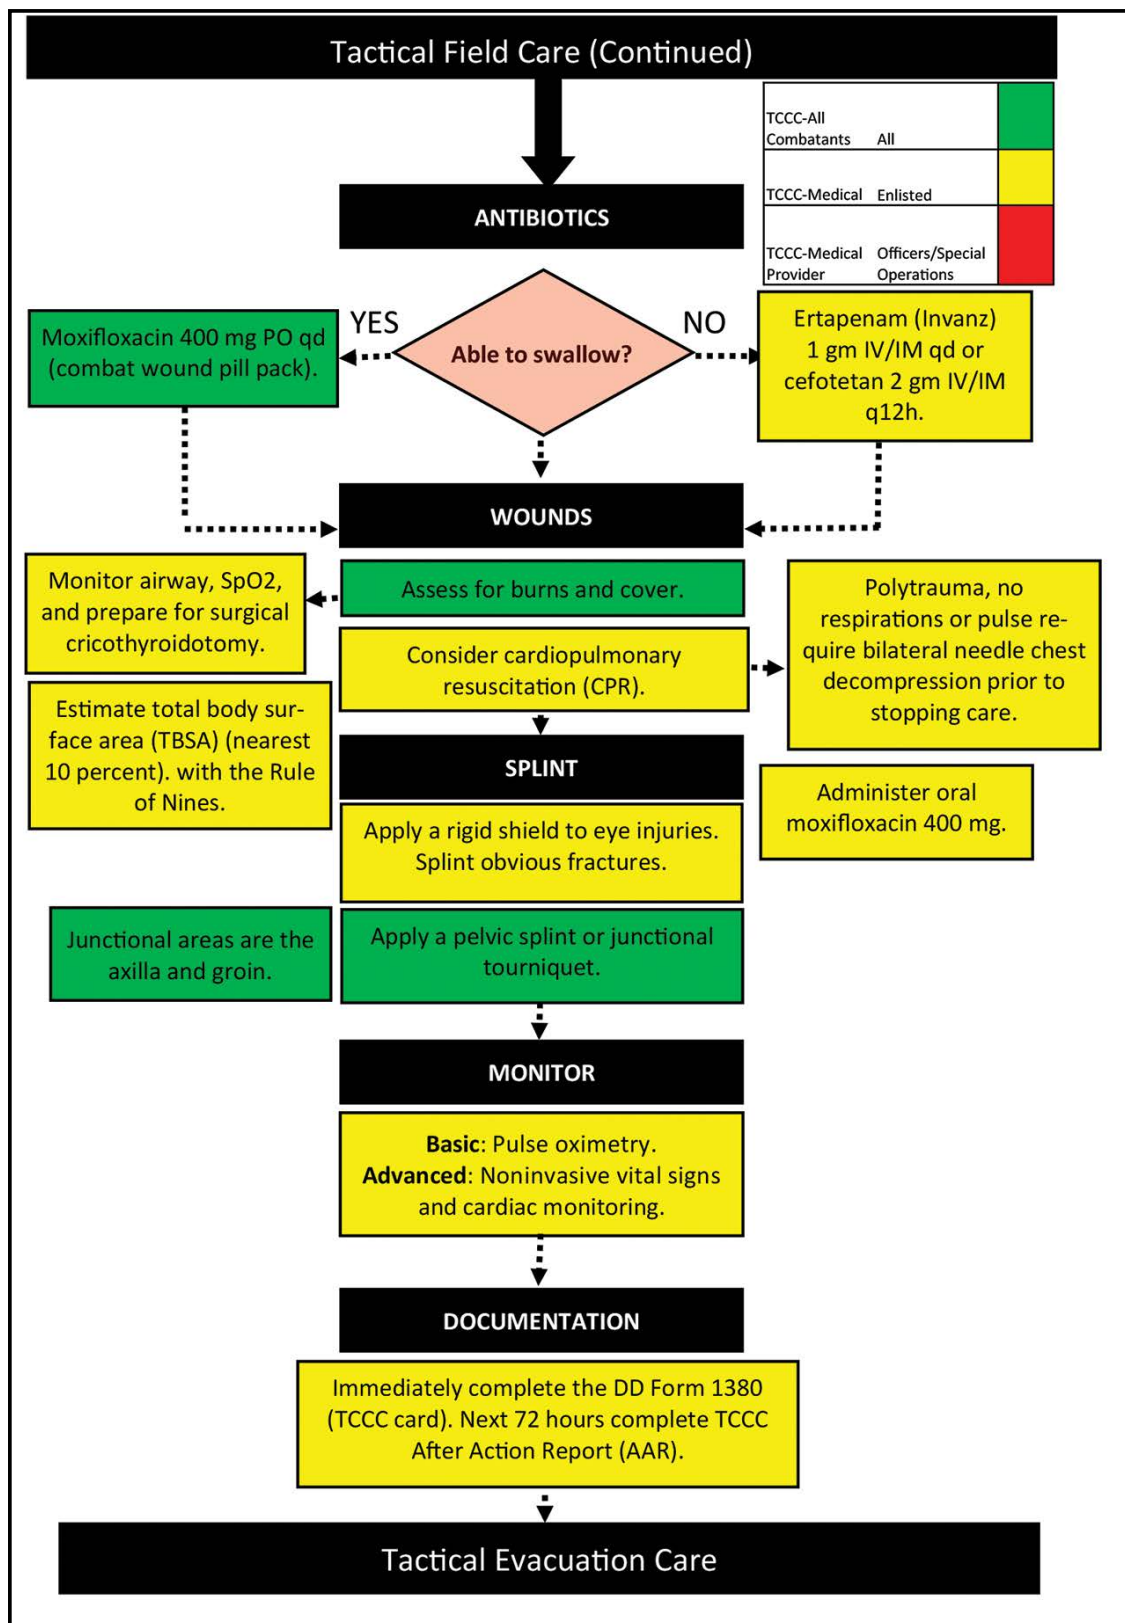 Tactical Field Care (Continued)
TCCC-All
Combatants All
TCCC-Medical Enlisted
TCCC-Medical Officers/Special
Provider Operations
ANTIBIOTICS
Able to swallow?
YES
NO
Moxifloxacin 400 mg PO qd
(combat wound pill pack).
Ertapenam (Invanz)
1 gm IV/IM qd or
cefotetan 2 gm IV/IM
q12h.
WOUNDS
Assess for burns and cover.
Monitor airway, SpO2,
and prepare for surgical
cricothyroidotomy.
Estimate total body sur-
face area (TBSA) (nearest
10 percent). with the Rule
of Nines.
Consider cardiopulmonary
resuscitation (CPR).
Polytrauma, no
respirations or pulse re-
quire bilateral needle chest
decompression prior to
stopping care.
SPLINT
Apply a rigid shield to eye injuries.
Splint obvious fractures.
Administer oral
moxifloxacin 400 mg.
Junctional areas are the
axilla and groin.
Apply a pelvic splint or junctional
tourniquet.
MONITOR
Basic: Pulse oximetry.
Advanced: Noninvasive vital signs
and cardiac monitoring.
DOCUMENTATION
Immediately complete the DD Form 1380
(TCCC card). Next 72 hours complete TCCC
After Action Report (AAR).
Tactical Evacuation Care